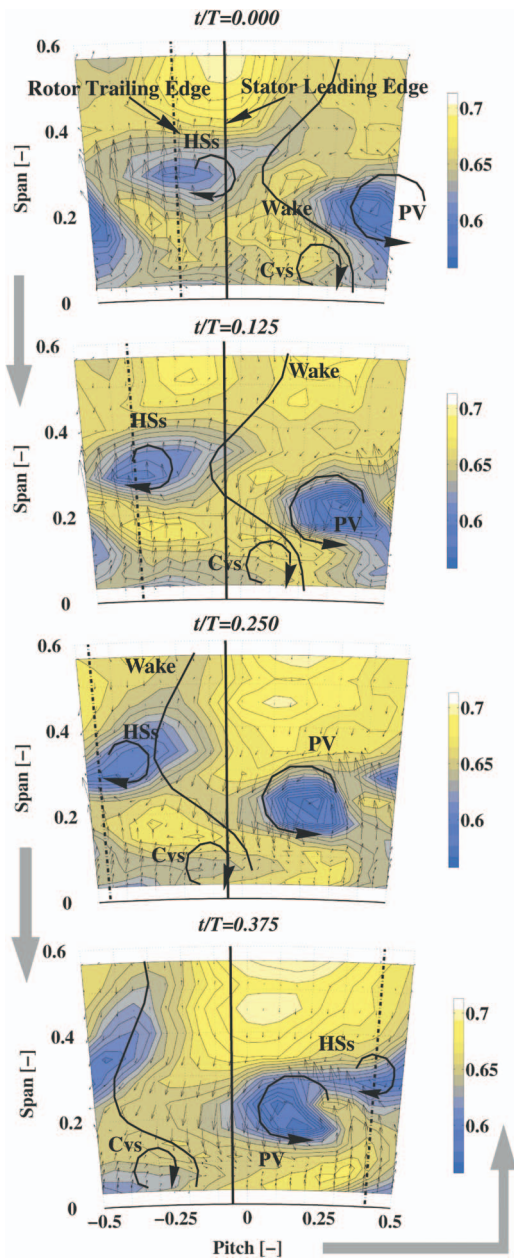 t/T=0.000
0.6
Rotor Trailing Edge
Stator Leading Edge
0.7
0.4
HSs
0.65
Span [−]
0.2
Wake
PV
0.6
Cvs
0
t/T=0.125
0.6
Wake
0.7
0.4
HSs
0.65
Span [−]
0.2
PV
0.6
Cvs
0
t/T=0.250
0.6
Wake
0.7
0.4
HSs
PV
0.65
Span [−]
0.2
0.6
Cvs
0
t/T=0.375
0.6
0.7
0.4
HSs
0.65
Span [−]
0.2
0.6
Cvs
PV
0
−0.5 −0.25 0 0.25 0.5
Pitch [−]